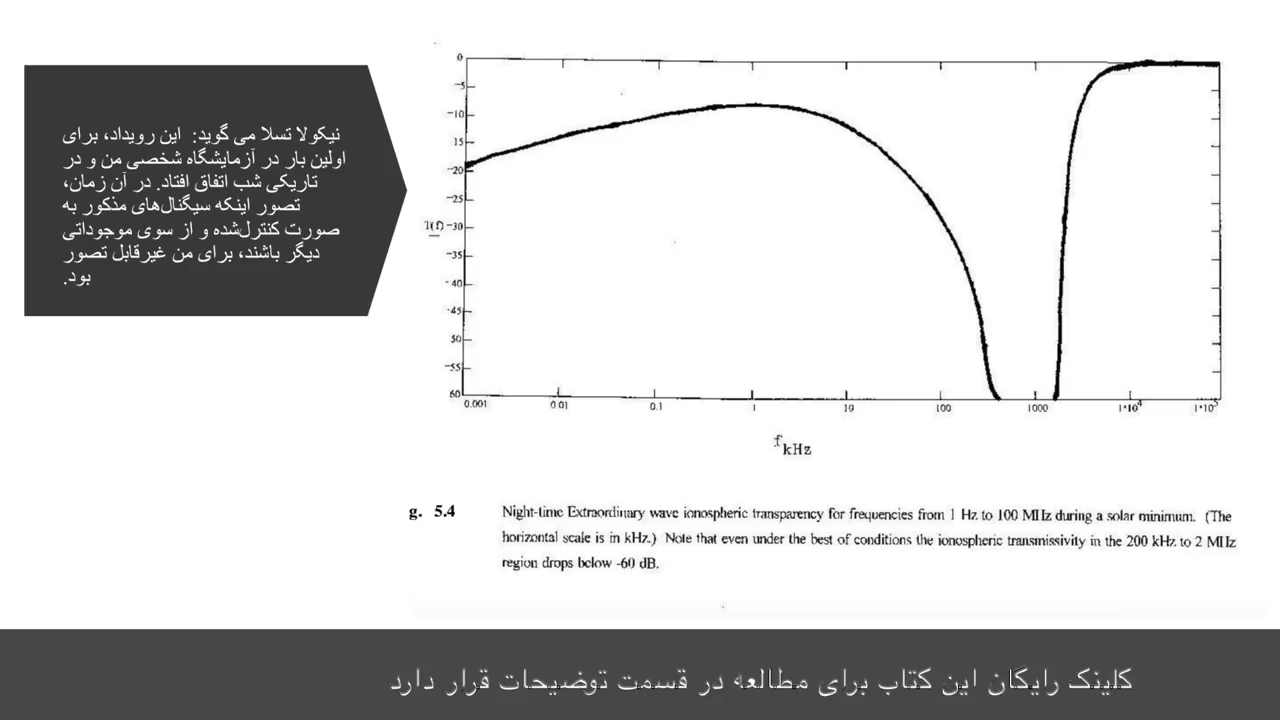 نیکولا تسلا می گوید: این رویداد، برای
اولین بار در آزمایشگاه شخصی من و در
تاریکی شب اتفاق افتاد. در آن زمان،
تصور اینکه سیگنال‌های مذکور به
صورت کنترل‌شده و از سوی موجوداتی
دیگر باشند، برای من غیرقابل تصور
بود.
0
-5
-10
15
-20
-25
T(f) -30
-35
-40
-45
50
-55
60
0.001 0.01 0.1 1 10 100 1000 1·10⁴ 1·10⁵
f kHz
g. 5.4 Night-time Extraordinary wave ionospheric transparency for frequencies from 1 Hz to 100 MHz during a solar minimum. (The
horizontal scale is in kHz.) Note that even under the best of conditions the ionospheric transmissivity in the 200 kHz to 2 MHz
region drops below -60 dB.
کلینک رایگان این کتاب برای مطالعه در قسمت توضیحات قرار دارد